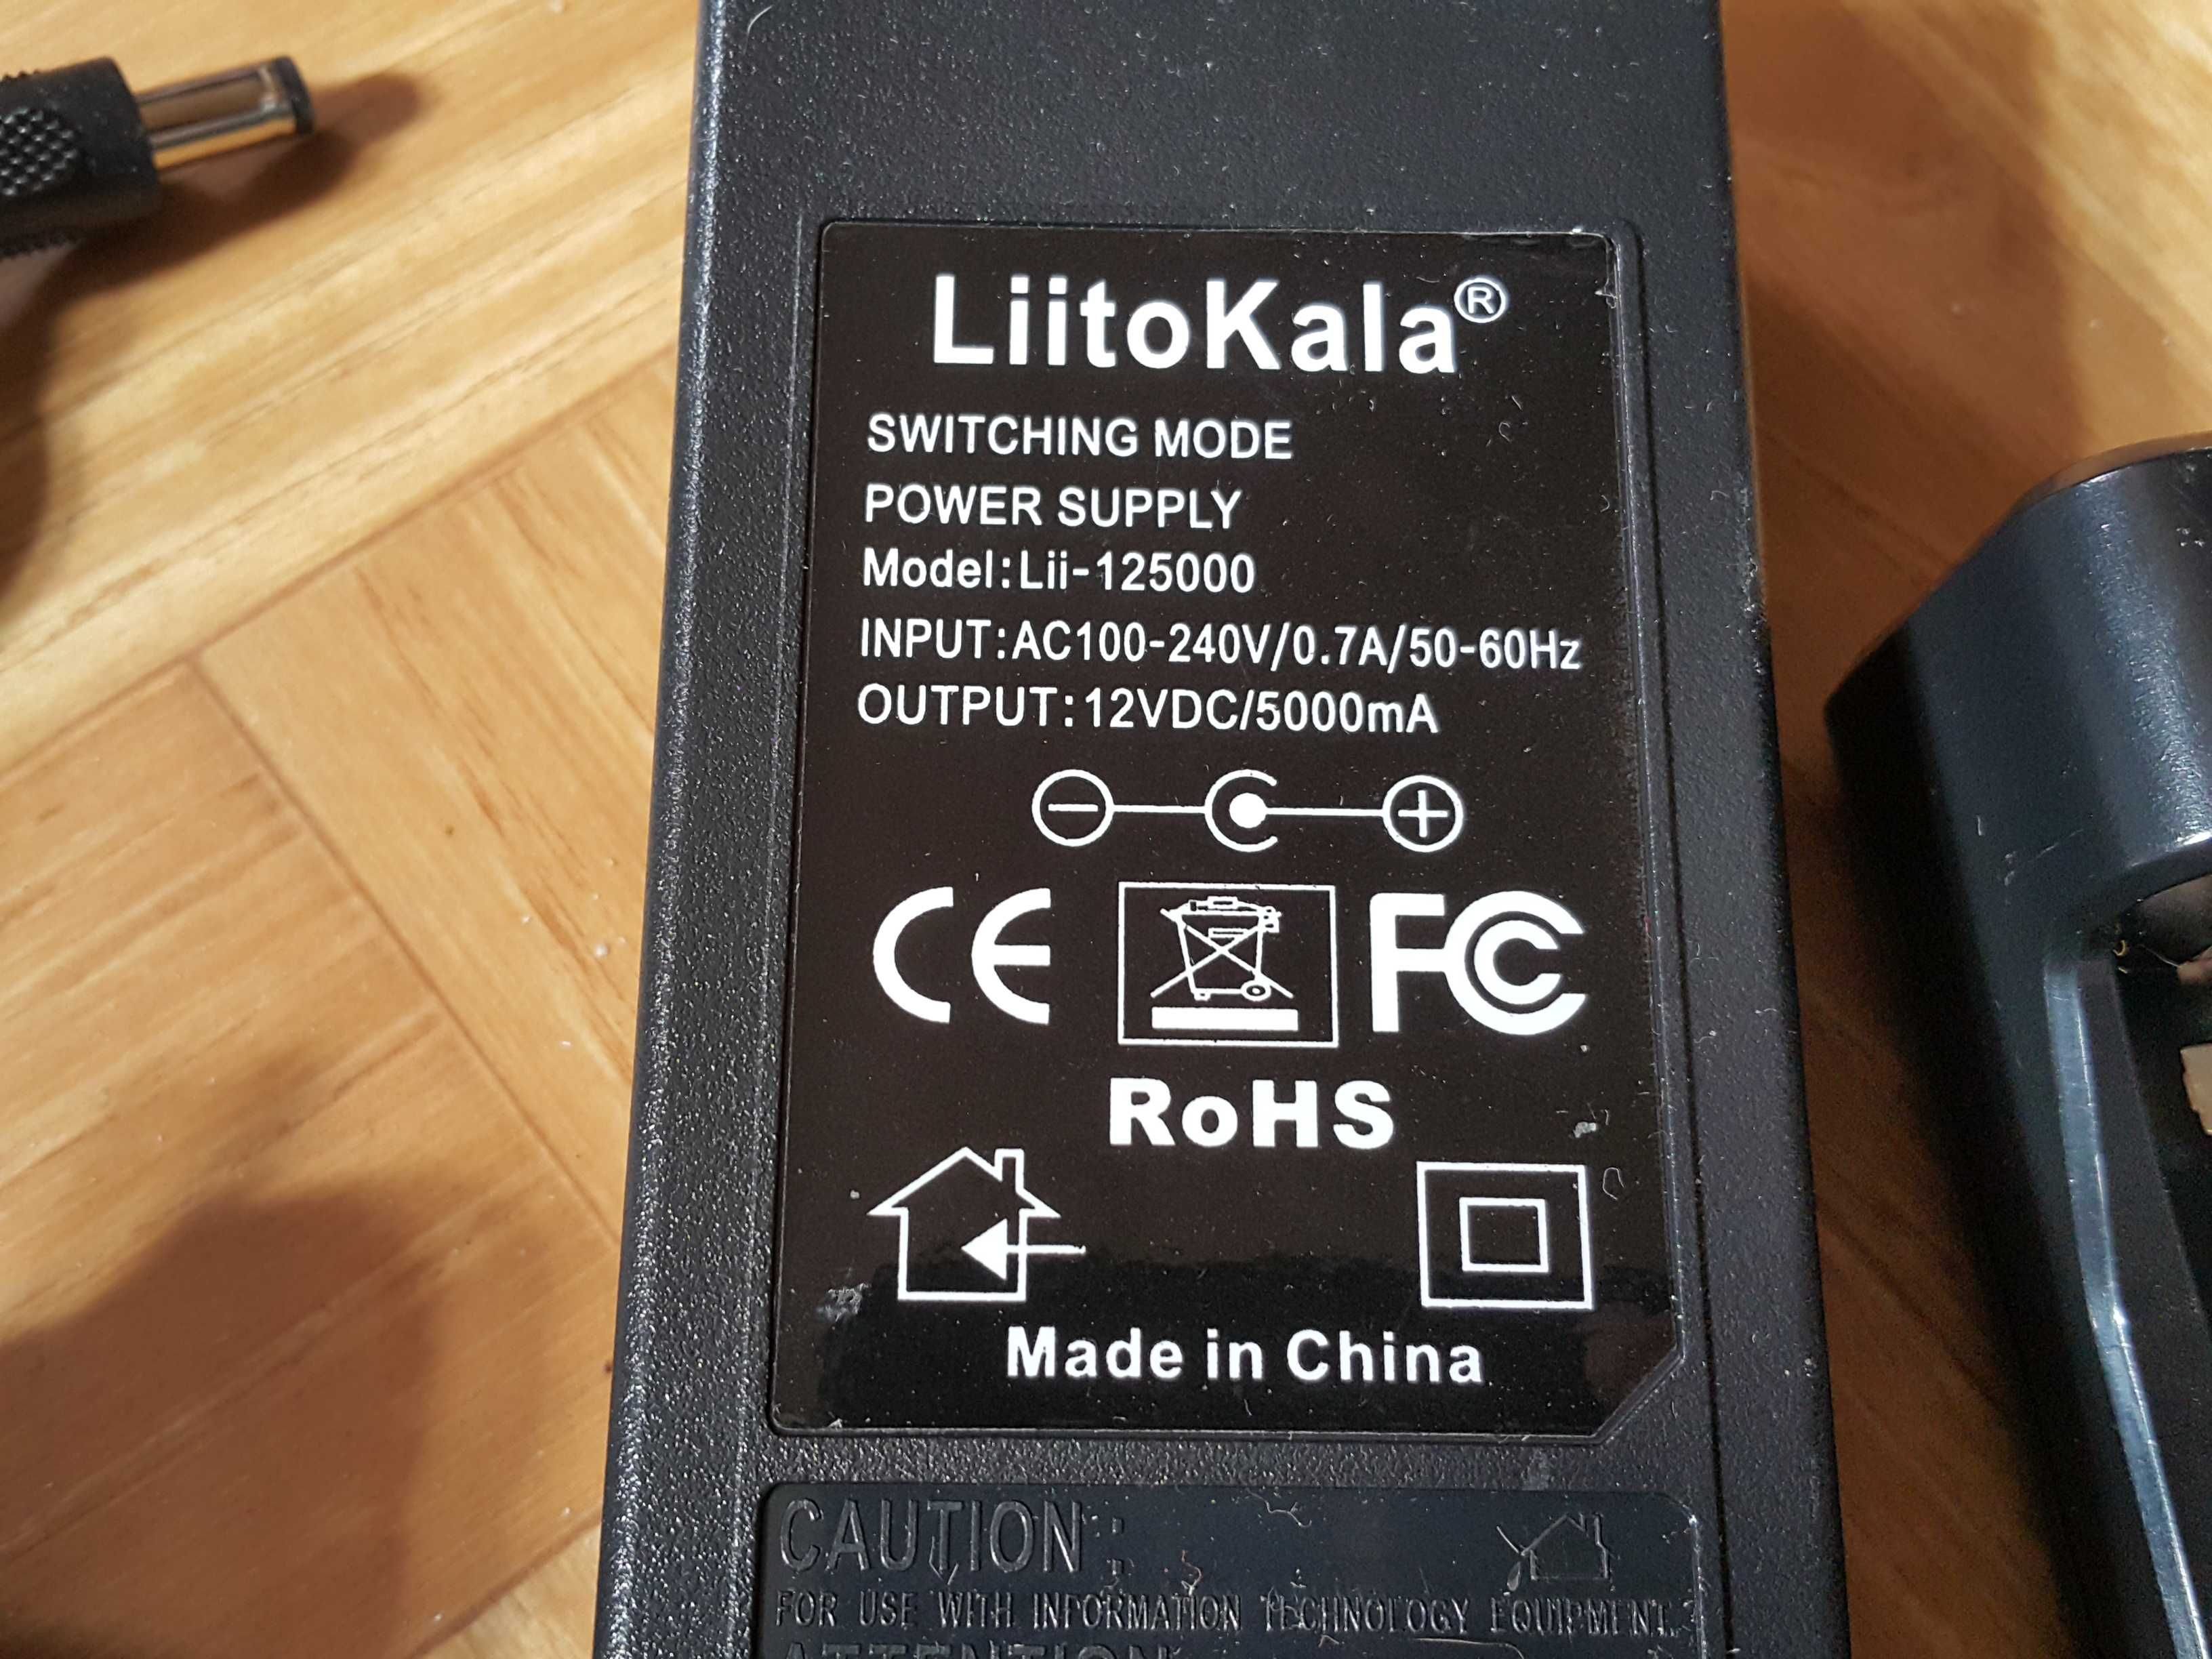 LiitoKala®
SWITCHING MODE
POWER SUPPLY
Model:Lii-125000
INPUT:AC100-240V/0.7A/50-60Hz
OUTPUT:12VDC/5000mA
CE FC
RoHS
Made in China
CAUTION:
FOR USE WITH INFORMATION TECHNOLOGY EQUIPMENT.
ATTENTION: